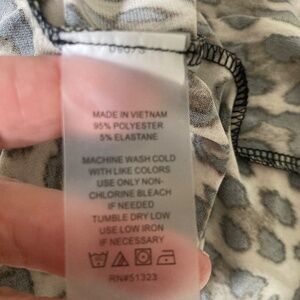 MADE IN VIETNAM
95% POLYESTER
5% ELASTANE
MACHINE WASH COLD
WITH LIKE COLORS
USE ONLY NON-
CHLORINE BLEACH
IF NEEDED
TUMBLE DRY LOW
USE LOW IRON
IF NECESSARY
RN#51323